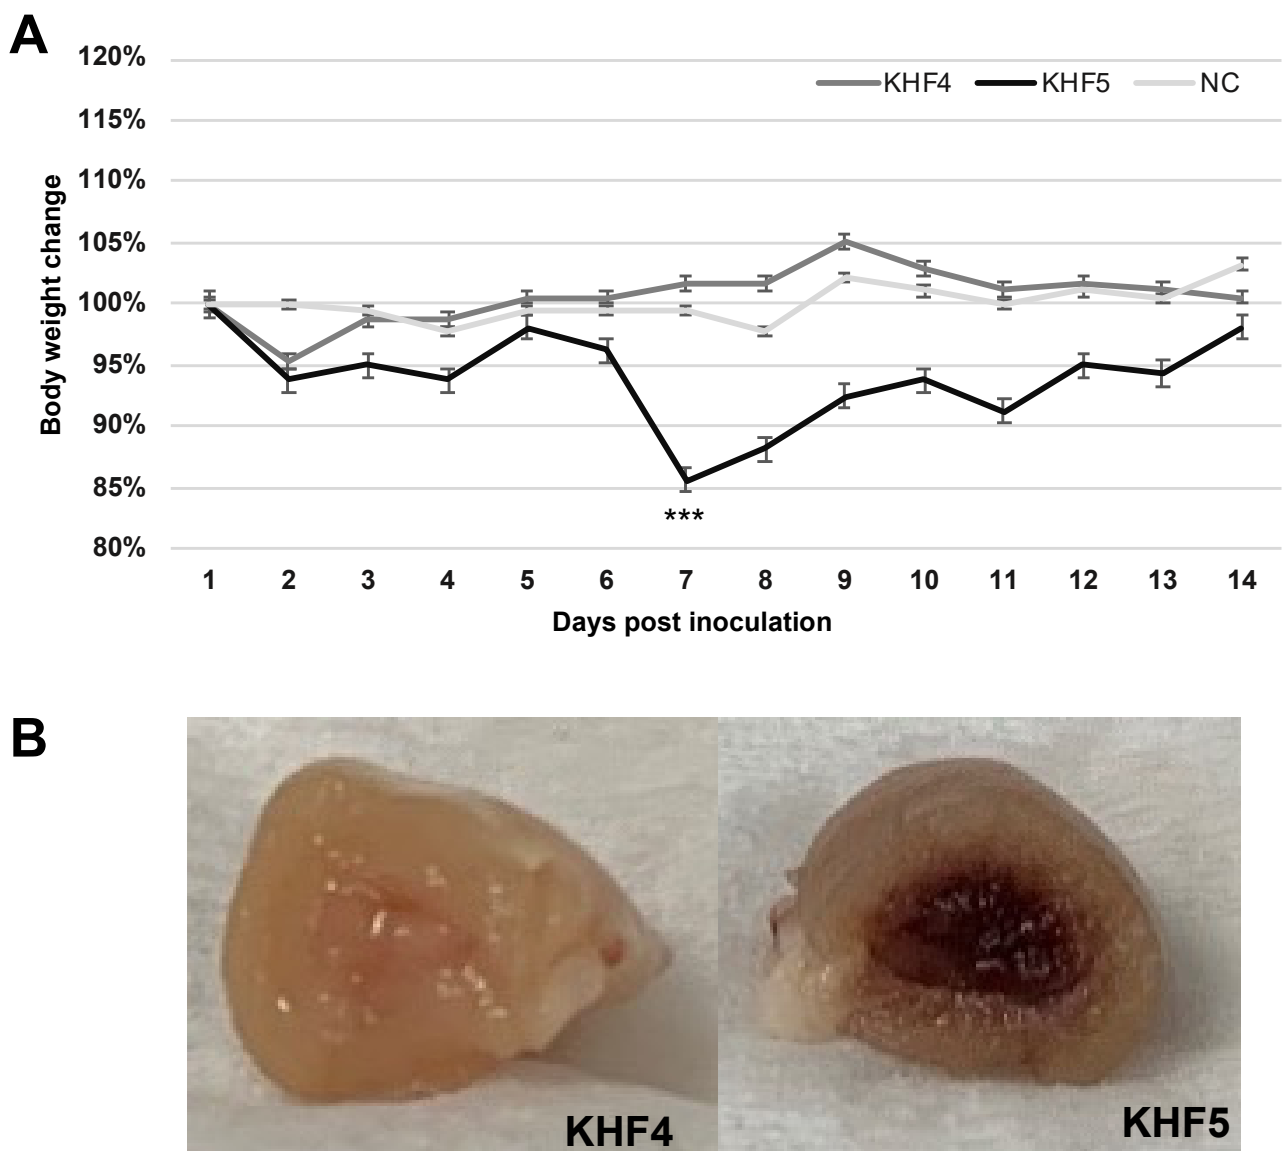 A
120%
KHF4 KHF5 NC
115%
110%
105%
100%
95%
90%
85%
***
80%
Body weight change
1 2 3 4 5 6 7 8 9 10 11 12 13 14
Days post inoculation
B
KHF4 KHF5